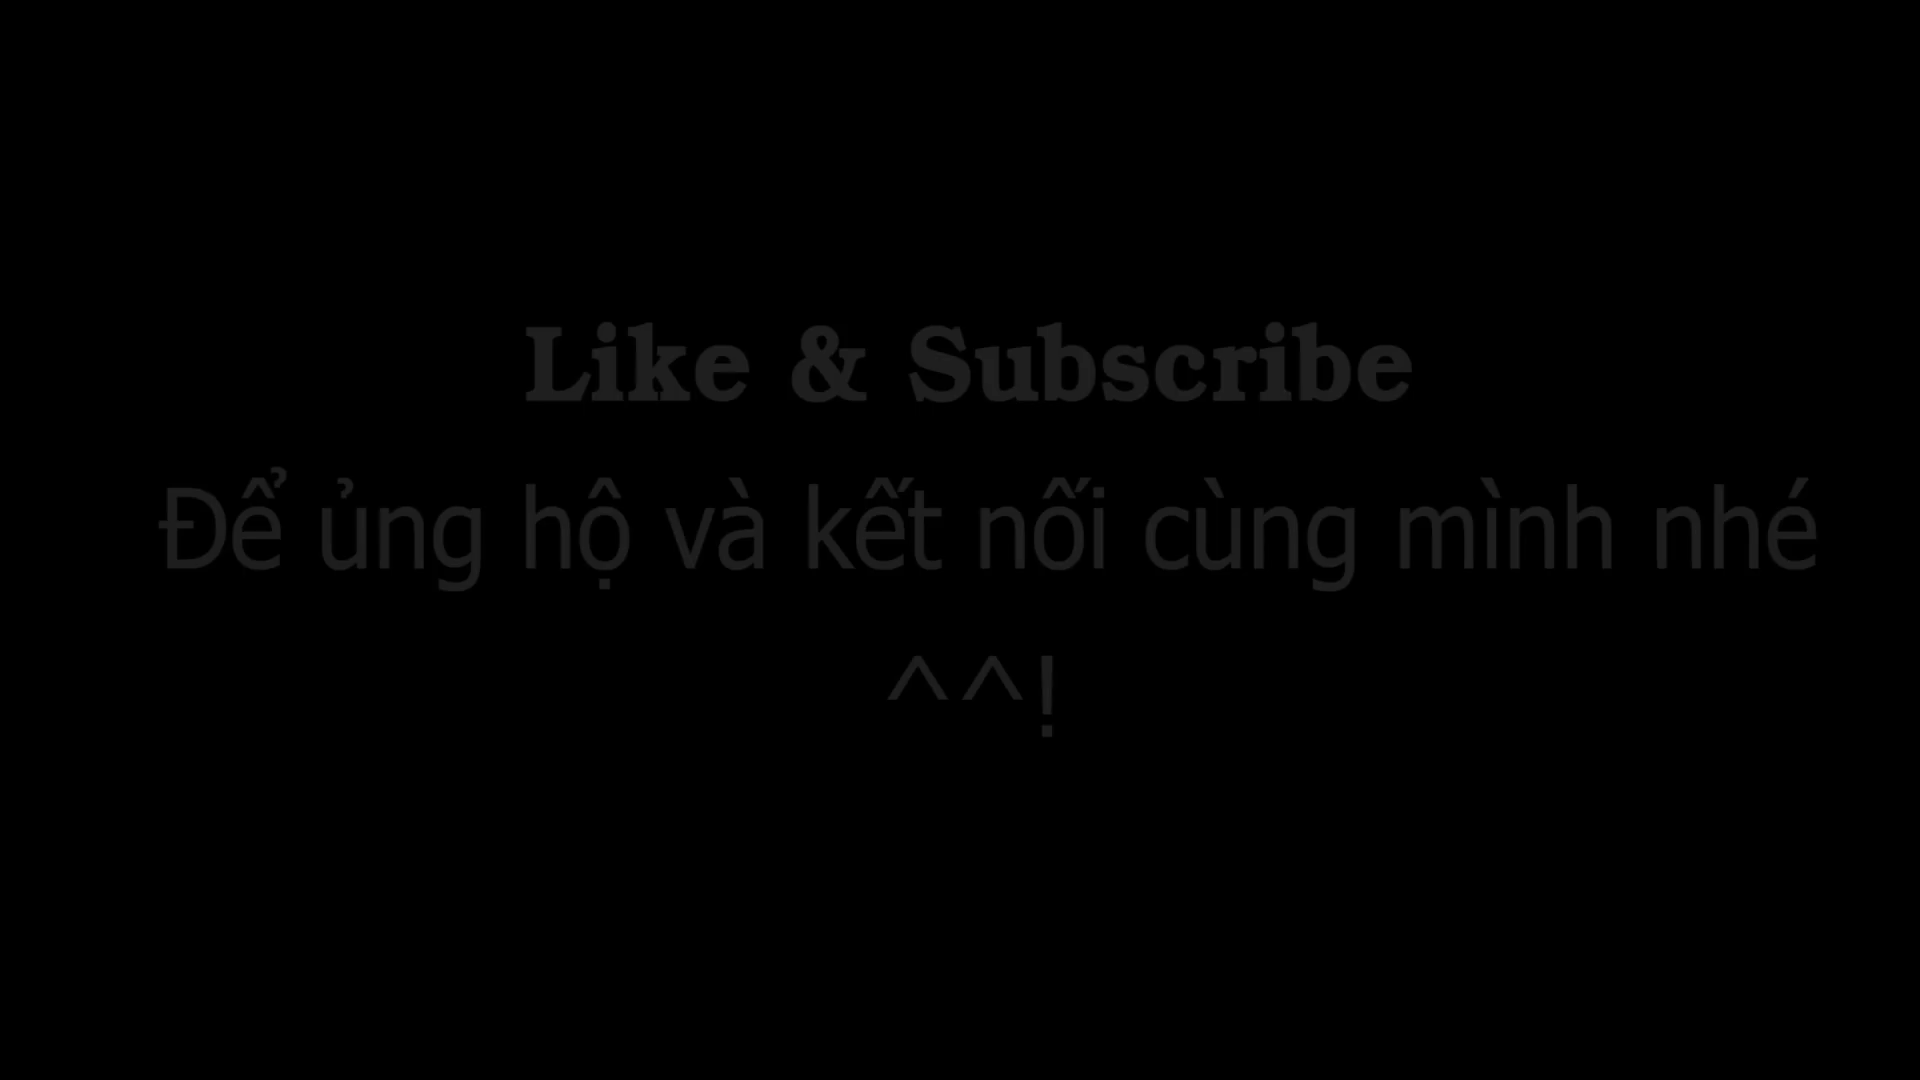 Like & Subscribe
Để ủng hộ và kết nối cùng mình nhé
^^!